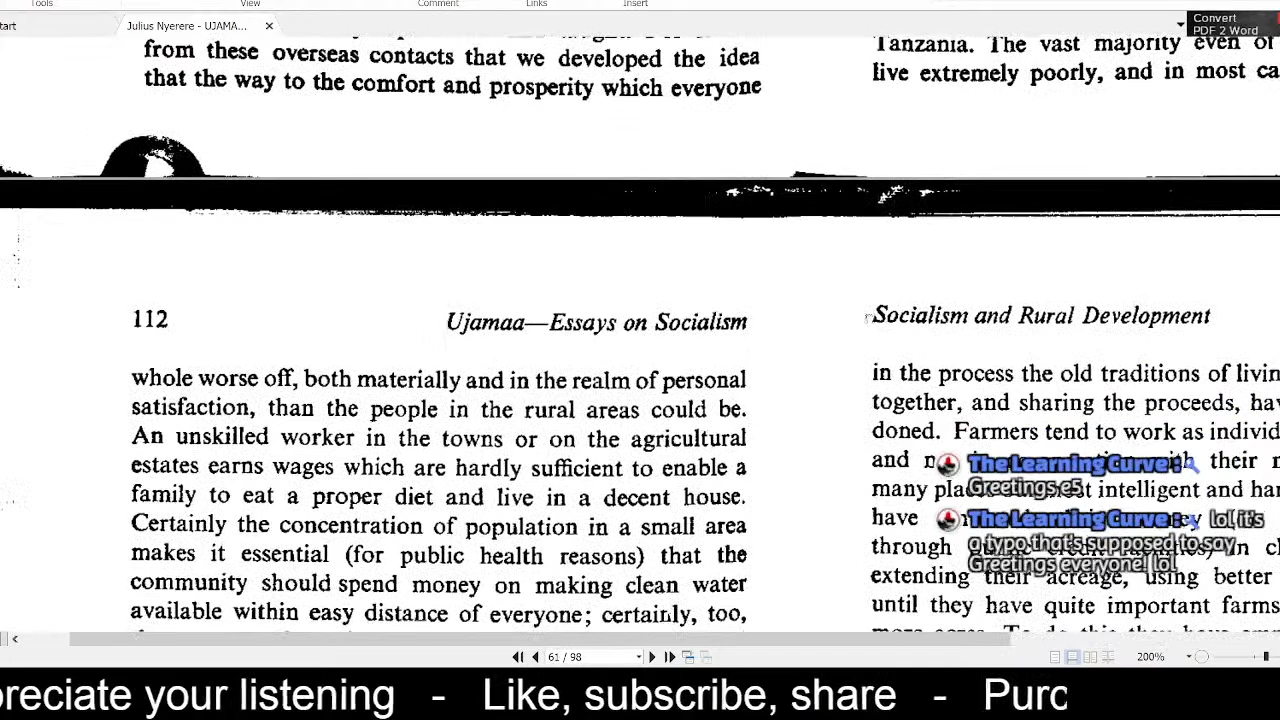 Tools
View
Comment
Links
Insert
Julius Nyerere - UJAMA...
Convert
PDF 2 Word
from these overseas contacts that we developed the idea
that the way to the comfort and prosperity which everyone
Tanzania. The vast majority even of
live extremely poorly, and in most
112
Ujamaa—Essays on Socialism
whole worse off, both materially and in the realm of personal
satisfaction, than the people in the rural areas could be.
An unskilled worker in the towns or on the agricultural
estates earns wages which are hardly sufficient to enable a
family to eat a proper diet and live in a decent house.
Certainly the concentration of population in a small area
makes it essential (for public health reasons) that the
community should spend money on making clean water
available within easy distance of everyone; certainly, too,
Socialism and Rural Development
in the process the old traditions of
together, and sharing the proceeds,
doned. Farmers tend to work as
and their
many intelligent and
have
through in
extending their acreage, using better
until they have quite important farms
The Learning Curve :
Greetings e5
The Learning Curve : lol it's
a typo that's supposed to say
Greetings everyone! lol
61 / 98
200%
preciate your listening - Like, subscribe, share - Purc